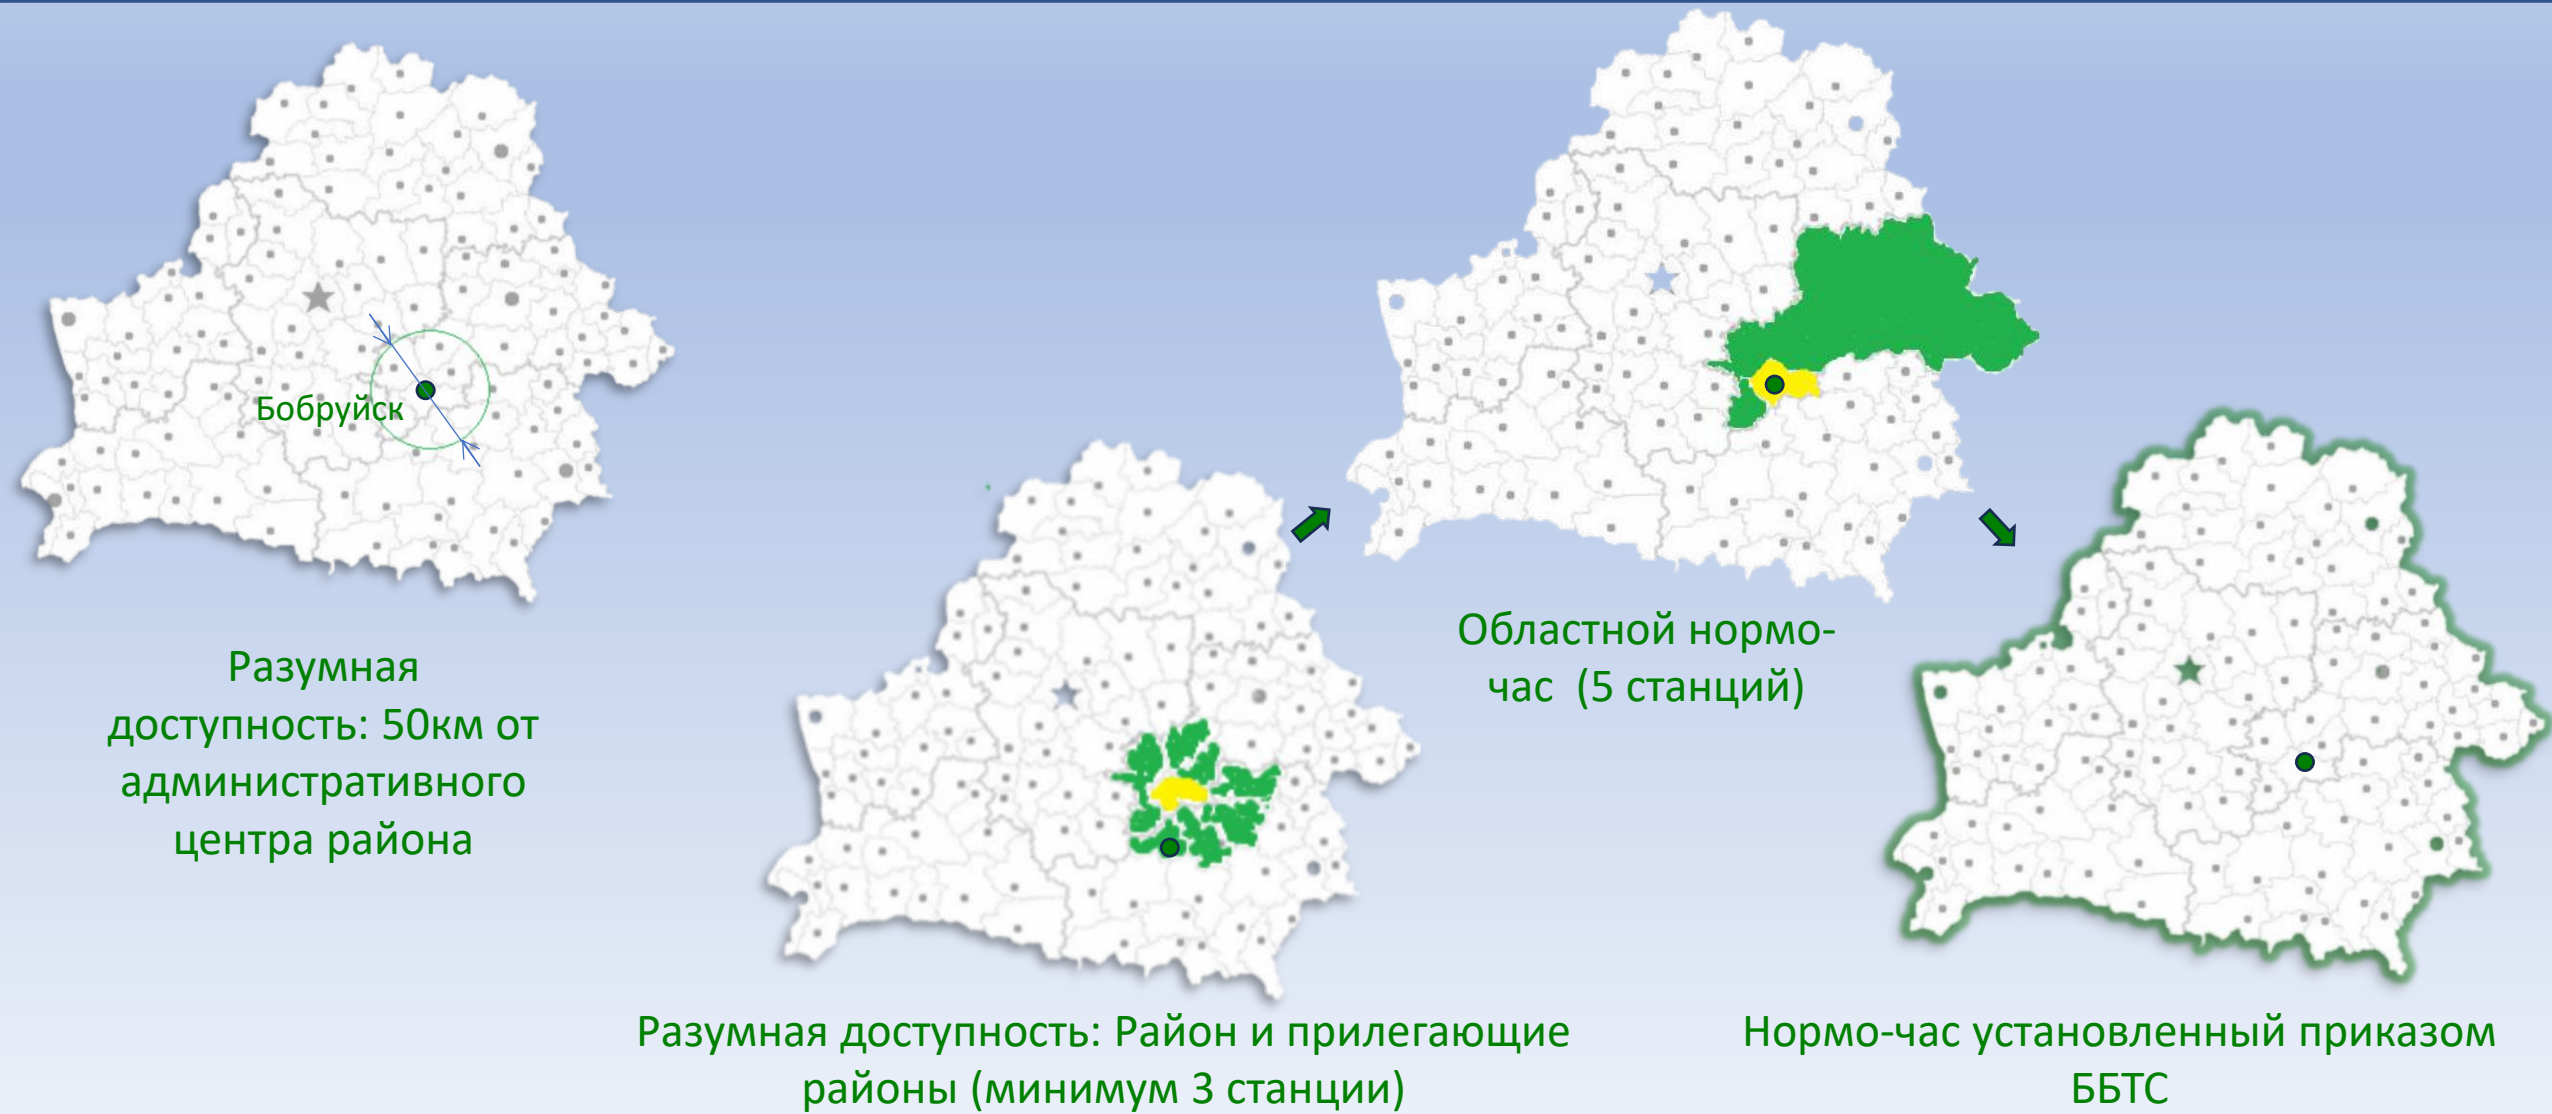 Бобруйск
Разумная
доступность: 50км от
административного
центра района
Разумная доступность: Район и прилегающие
районы (минимум 3 станции)
Областной нормо-
час (5 станций)
Нормо-час установленный приказом
ББТС